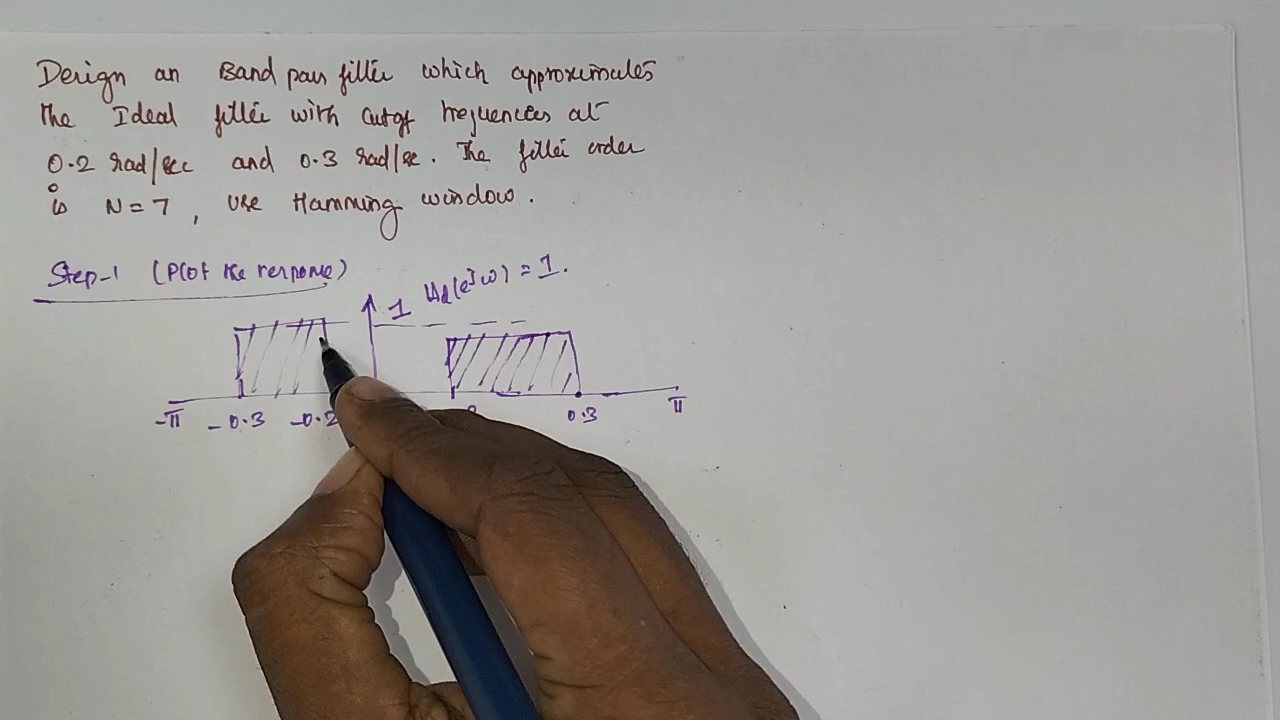 Design an Band pass filter which approximates
the Ideal filter with cutoff frequencies at
0.2 rad/sec and 0.3 rad/sec. The filter order
is N = 7, use Hamming window.
Step-1 (Plot the response)
1 Hd(e^jω) = 1.
-π -0.3 -0.2 0.3 π